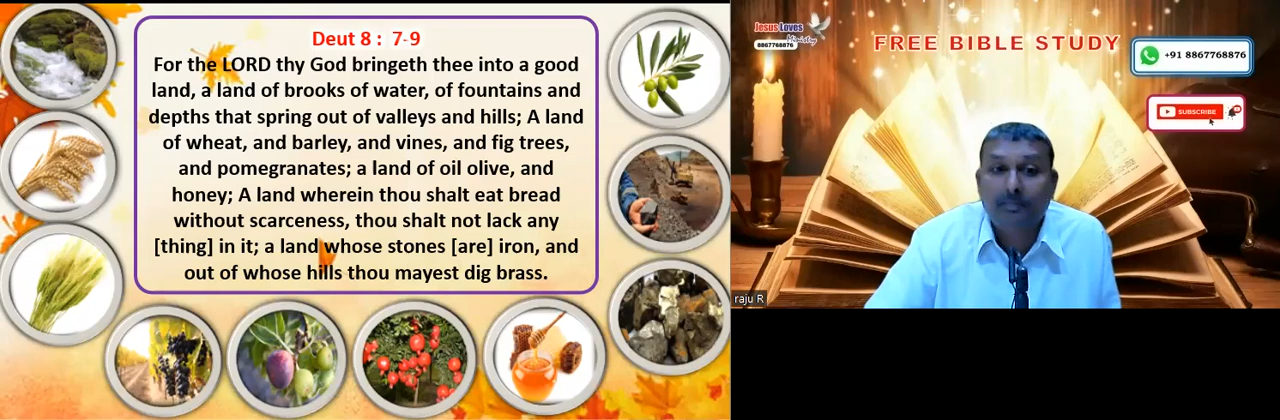 Deut 8 : 7-9
For the LORD thy God bringeth thee into a good
land, a land of brooks of water, of fountains and
depths that spring out of valleys and hills; A land
of wheat, and barley, and vines, and fig trees,
and pomegranates; a land of oil olive, and
honey; A land wherein thou shalt eat bread
without scarceness, thou shalt not lack any
[thing] in it; a land whose stones [are] iron, and
out of whose hills thou mayest dig brass.
Jesus Loves
Ministry
8867768876
FREE BIBLE STUDY
+91 8867768876
SUBSCRIBE
raju R